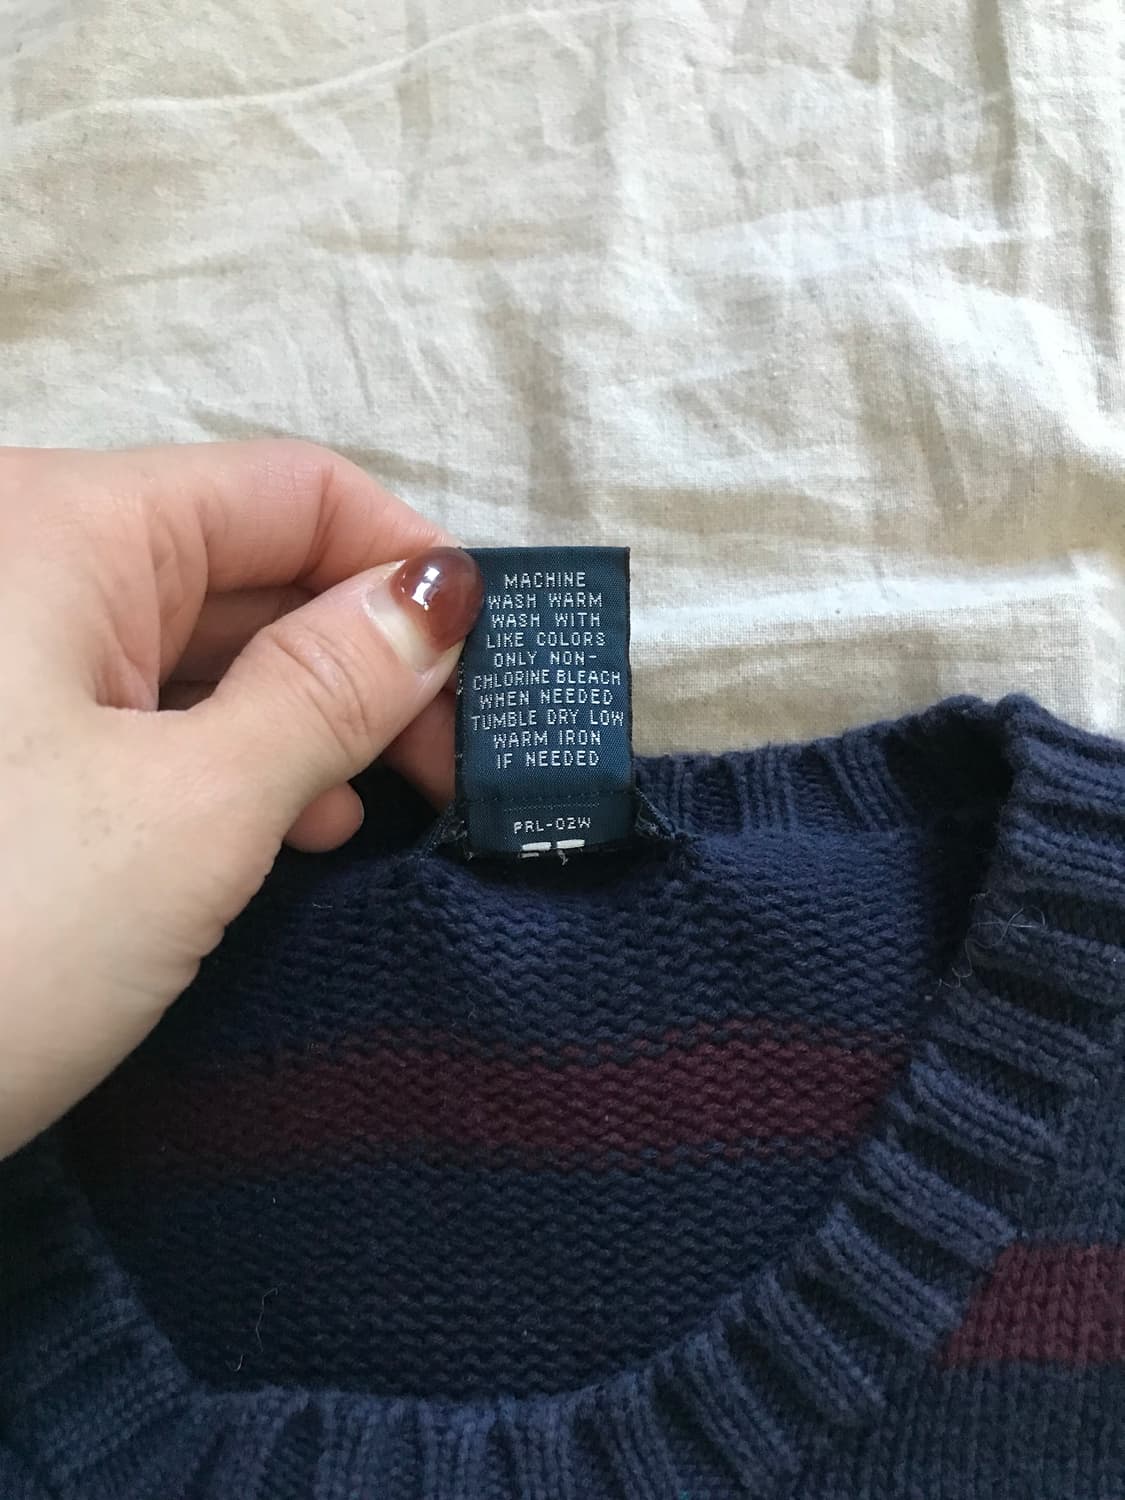 MACHINE
WASH WARM
WASH WITH
LIKE COLORS
ONLY NON-
CHLORINE BLEACH
WHEN NEEDED
TUMBLE DRY LOW
WARM IRON
IF NEEDED
PRL-02W